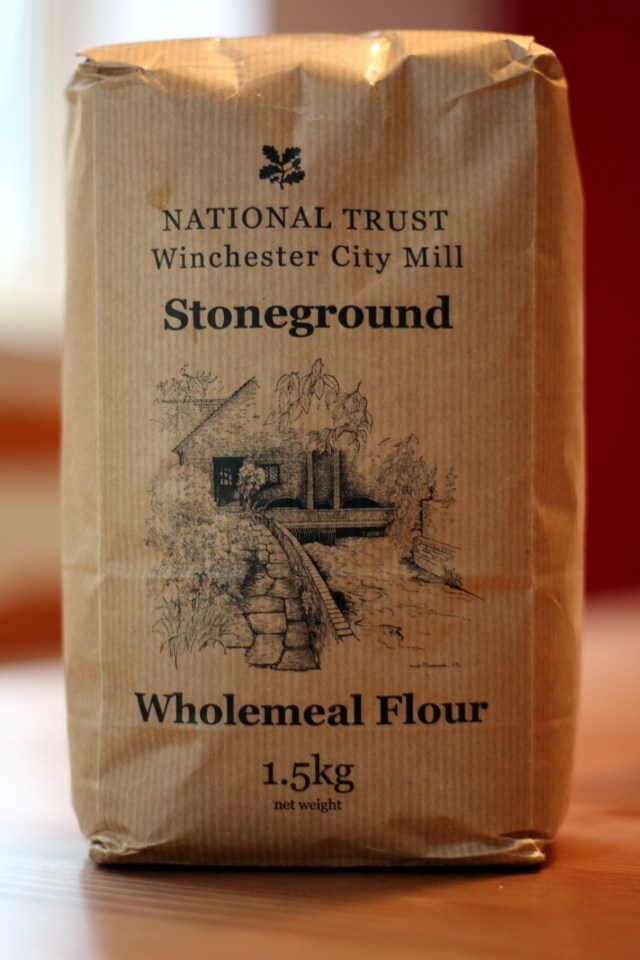 NATIONAL TRUST
Winchester City Mill
Stoneground
Wholemeal Flour
1.5kg
net weight